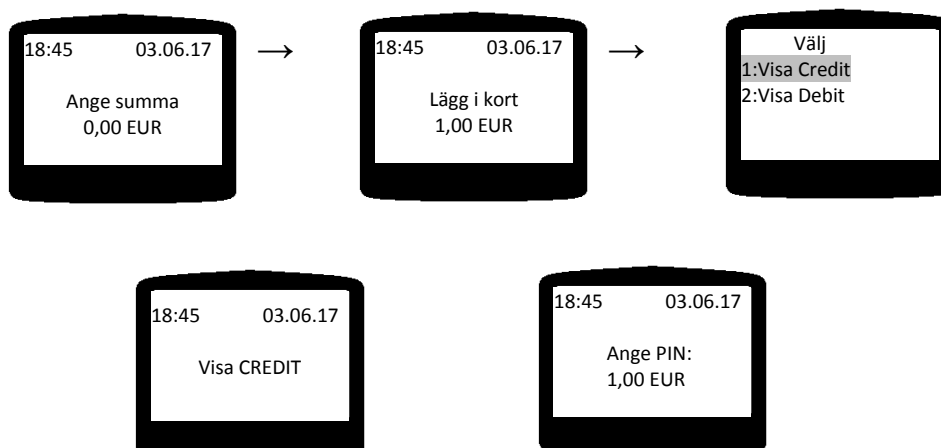 18:45 03.06.17
Ange summa
0,00 EUR
→
18:45 03.06.17
Lägg i kort
1,00 EUR
→
Välj
1:Visa Credit
2:Visa Debit
18:45 03.06.17
Visa CREDIT
18:45 03.06.17
Ange PIN:
1,00 EUR